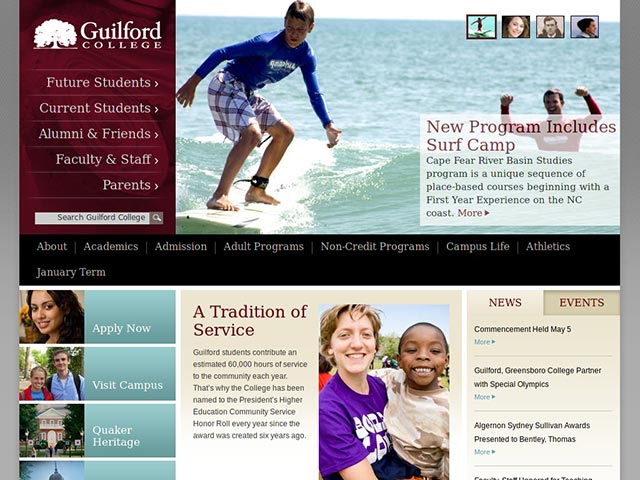 Guilford
COLLEGE
Future Students ›
Current Students ›
Alumni & Friends ›
Faculty & Staff ›
Parents ›
Search Guilford College
New Program Includes
Surf Camp
Cape Fear River Basin Studies
program is a unique sequence of
place-based courses beginning with a
First Year Experience on the NC
coast. More
About | Academics | Admission | Adult Programs | Non-Credit Programs | Campus Life | Athletics
January Term
Apply Now
Visit Campus
Quaker
Heritage
A Tradition of
Service
Guilford students contribute an
estimated 60,000 hours of service
to the community each year.
That's why the College has been
named to the President's Higher
Education Community Service
Honor Roll every year since the
award was created six years ago.
NEWS
EVENTS
Commencement Held May 5
More
Guilford, Greensboro College Partner
with Special Olympics
More
Algernon Sydney Sullivan Awards
Presented to Bentley, Thomas
More
Faculty, Staff Honored for Teaching,